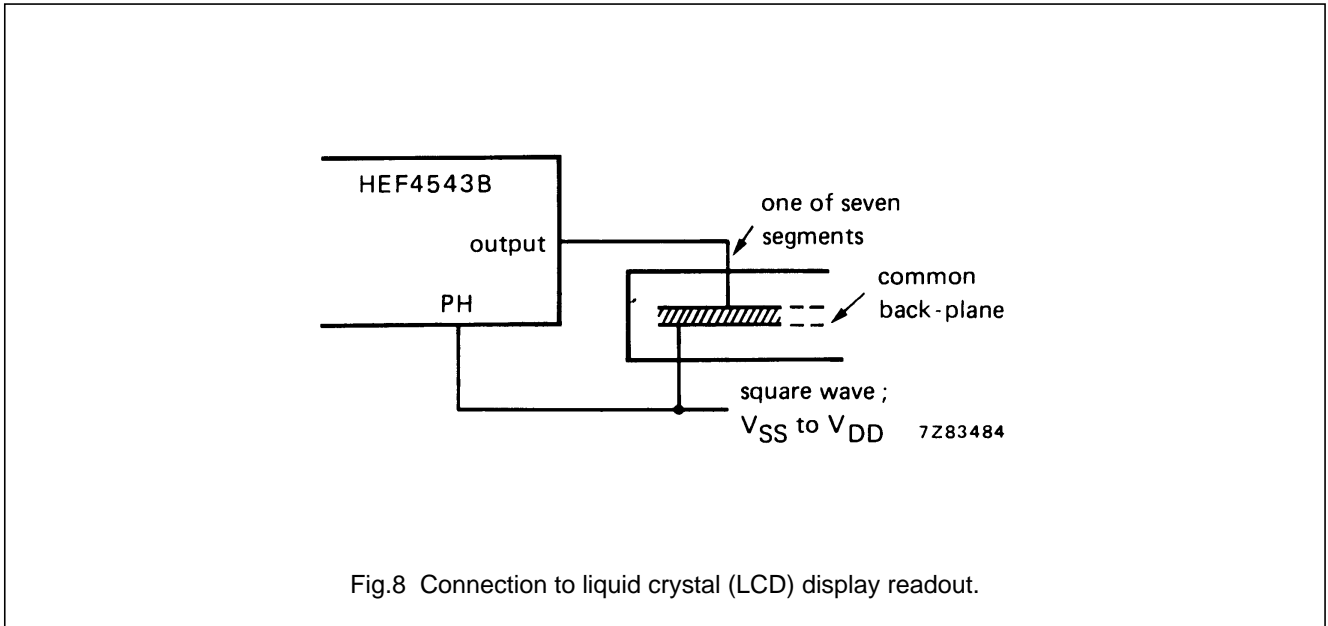 HEF4543B
output
PH
one of seven
segments
common
back-plane
square wave;
VSS to VDD
7Z83484
Fig.8 Connection to liquid crystal (LCD) display readout.